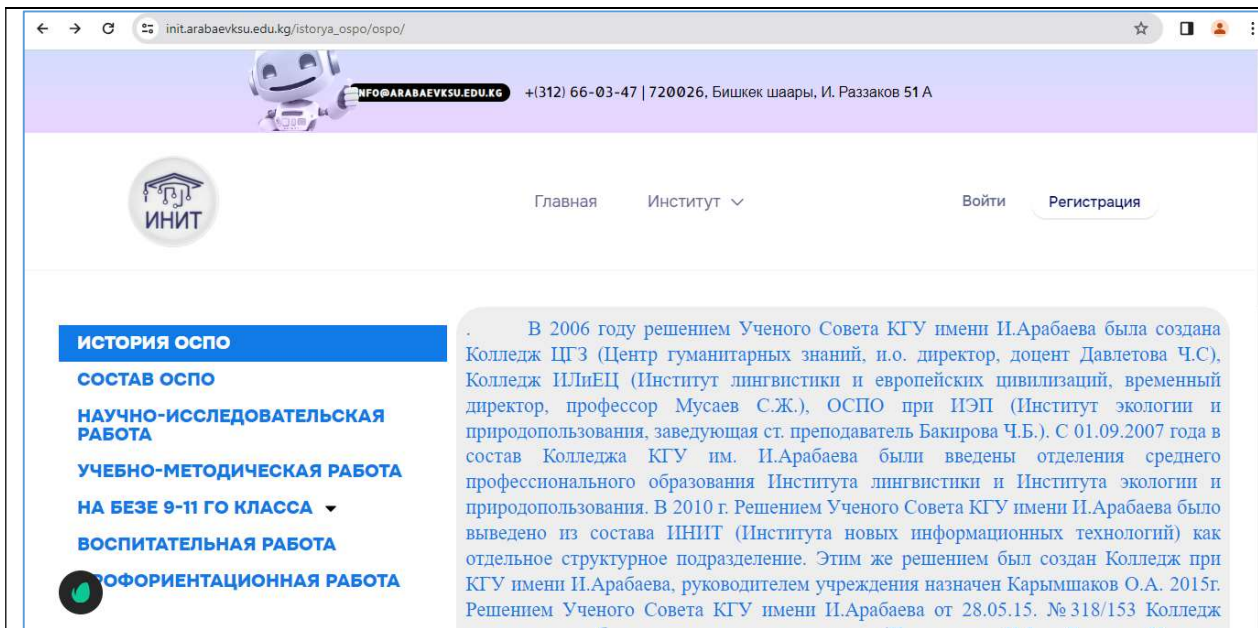 init.arabaevksu.edu.kg/istorya_ospo/ospo/
NFO@ARABAEVKSU.EDU.KG +(312) 66-03-47 | 720026, Бишкек шаары, И. Раззаков 51 А
ИНИТ
Главная Институт Войти Регистрация
ИСТОРИЯ ОСПО
СОСТАВ ОСПО
НАУЧНО-ИССЛЕДОВАТЕЛЬСКАЯ
РАБОТА
УЧЕБНО-МЕТОДИЧЕСКАЯ РАБОТА
НА БЕЗЕ 9-11 ГО КЛАССА
ВОСПИТАТЕЛЬНАЯ РАБОТА
РОФОРИЕНТАЦИОННАЯ РАБОТА
. В 2006 году решением Ученого Совета КГУ имени И.Арабаева была создана
Колледж ЦГЗ (Центр гуманитарных знаний, и.о. директор, доцент Давлетова Ч.С),
Колледж ИЛиЕЦ (Институт лингвистики и европейских цивилизаций, временный
директор, профессор Мусаев С.Ж.), ОСПО при ИЭП (Институт экологии и
природопользования, заведующая ст. преподаватель Бакирова Ч.Б.). С 01.09.2007 года в
состав Колледжа КГУ им. И.Арабаева были введены отделения среднего
профессионального образования Института лингвистики и Института экологии и
природопользования. В 2010 г. Решением Ученого Совета КГУ имени И.Арабаева было
выведено из состава ИНИТ (Института новых информационных технологий) как
отдельное структурное подразделение. Этим же решением был создан Колледж при
КГУ имени И.Арабаева, руководителем учреждения назначен Карымшаков О.А. 2015г.
Решением Ученого Совета КГУ имени И.Арабаева от 28.05.15. № 318/153 Колледж